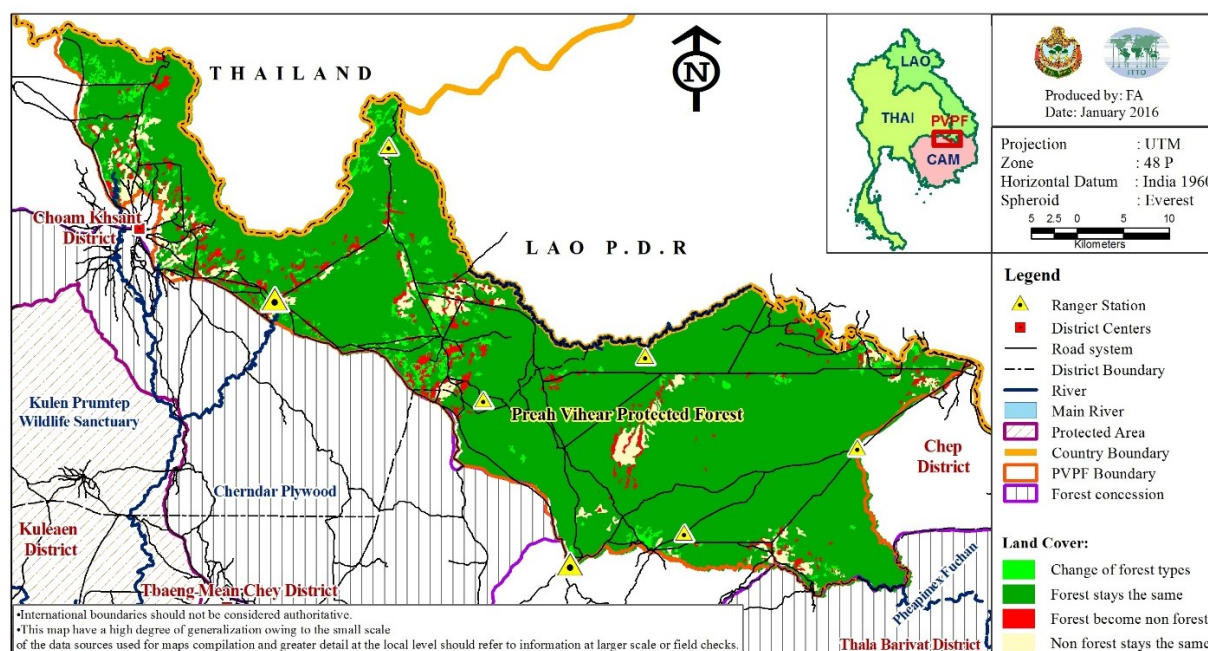 THAILAND
LAO P.D.R
N
Choam Khsant
District
Kulen Prumtep
Wildlife Sanctuary
Cherndar Plywood
Kuleaen
District
Tbaeng Mean Chey District
Preah Vihear Protected Forest
Chep
District
Pheapimex Fuchan
Thala Barivat District
•International boundaries should not be considered authoritative.
•This map have a high degree of generalization owing to the small scale
of the data sources used for maps compilation and greater detail at the local level should refer to information at larger scale or field checks.
LAO
THAI
PVPF
CAM
ITTO
Produced by: FA
Date: January 2016
Projection : UTM
Zone : 48 P
Horizontal Datum : India 1960
Spheroid : Everest
5 2.5 0 5 10
Kilometers
Legend
Ranger Station
District Centers
Road system
District Boundary
River
Main River
Protected Area
Country Boundary
PVPF Boundary
Forest concession
Land Cover:
Change of forest types
Forest stays the same
Forest become non forest
Non forest stays the same